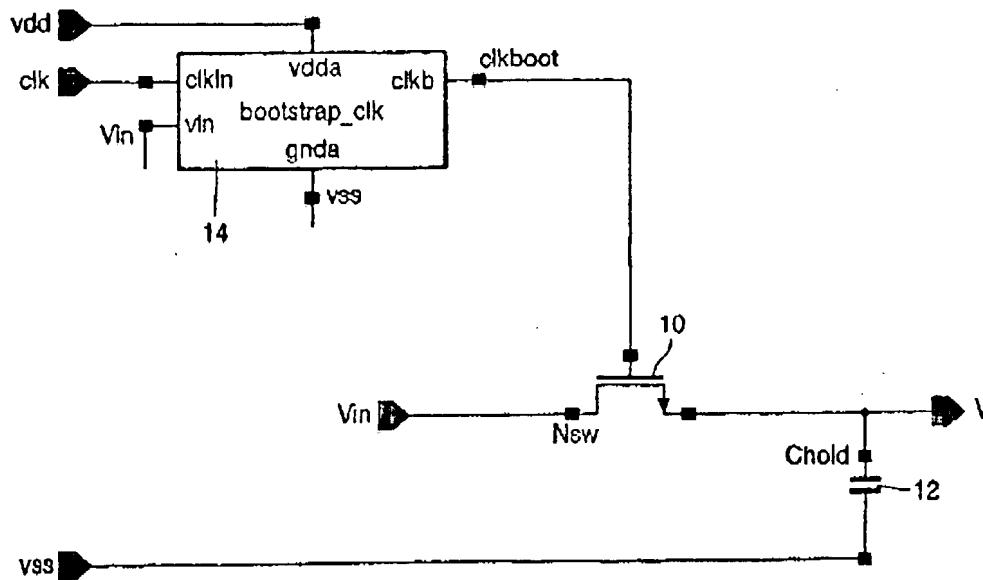 vdd
clk
clkIn
vdda
clkb
clkboot
bootstrap_clk
Vin
vin
gnda
vss
14
10
Vin
Nsw
V
Chold
12
vss